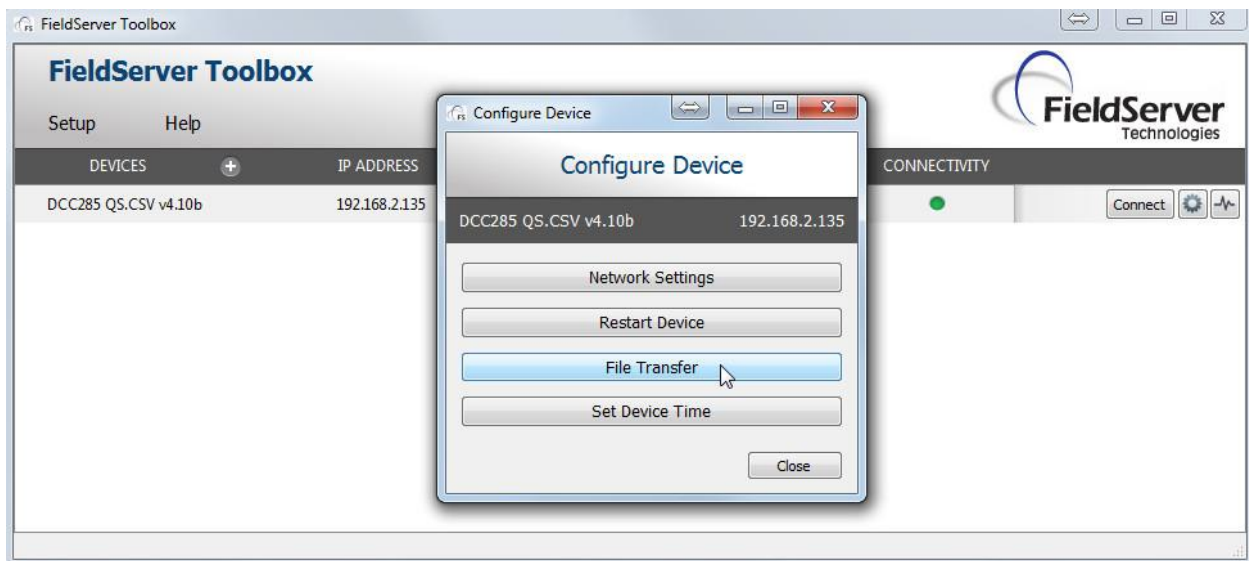 FieldServer Toolbox
FieldServer Toolbox
Setup Help
FieldServer
Technologies
DEVICES IP ADDRESS CONNECTIVITY
DCC285 QS.CSV v4.10b 192.168.2.135 Connect
FS Configure Device
Configure Device
DCC285 QS.CSV v4.10b 192.168.2.135
Network Settings
Restart Device
File Transfer
Set Device Time
Close